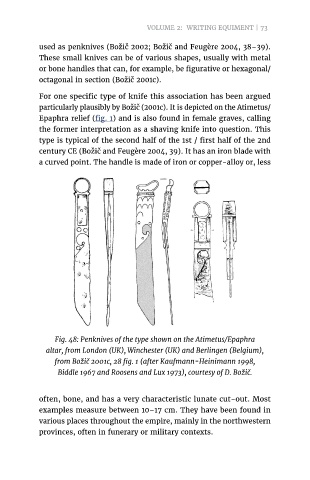 VOLUME 2: WRITING EQUIMENT | 73
used as penknives (Božič 2002; Božič and Feugère 2004, 38–39).
These small knives can be of various shapes, usually with metal
or bone handles that can, for example, be figurative or hexagonal/
octagonal in section (Božič 2001c).
For one specific type of knife this association has been argued
particularly plausibly by Božič (2001c). It is depicted on the Atimetus/
Epaphra relief (fig. 1) and is also found in female graves, calling
the former interpretation as a shaving knife into question. This
type is typical of the second half of the 1st / first half of the 2nd
century CE (Božič and Feugère 2004, 39). It has an iron blade with
a curved point. The handle is made of iron or copper-alloy or, less
Fig. 48: Penknives of the type shown on the Atimetus/Epaphra
altar, from London (UK), Winchester (UK) and Berlingen (Belgium),
from Božič 2001c, 28 fig. 1 (after Kaufmann-Heinimann 1998,
Biddle 1967 and Roosens and Lux 1973), courtesy of D. Božič.
often, bone, and has a very characteristic lunate cut-out. Most
examples measure between 10–17 cm. They have been found in
various places throughout the empire, mainly in the northwestern
provinces, often in funerary or military contexts.